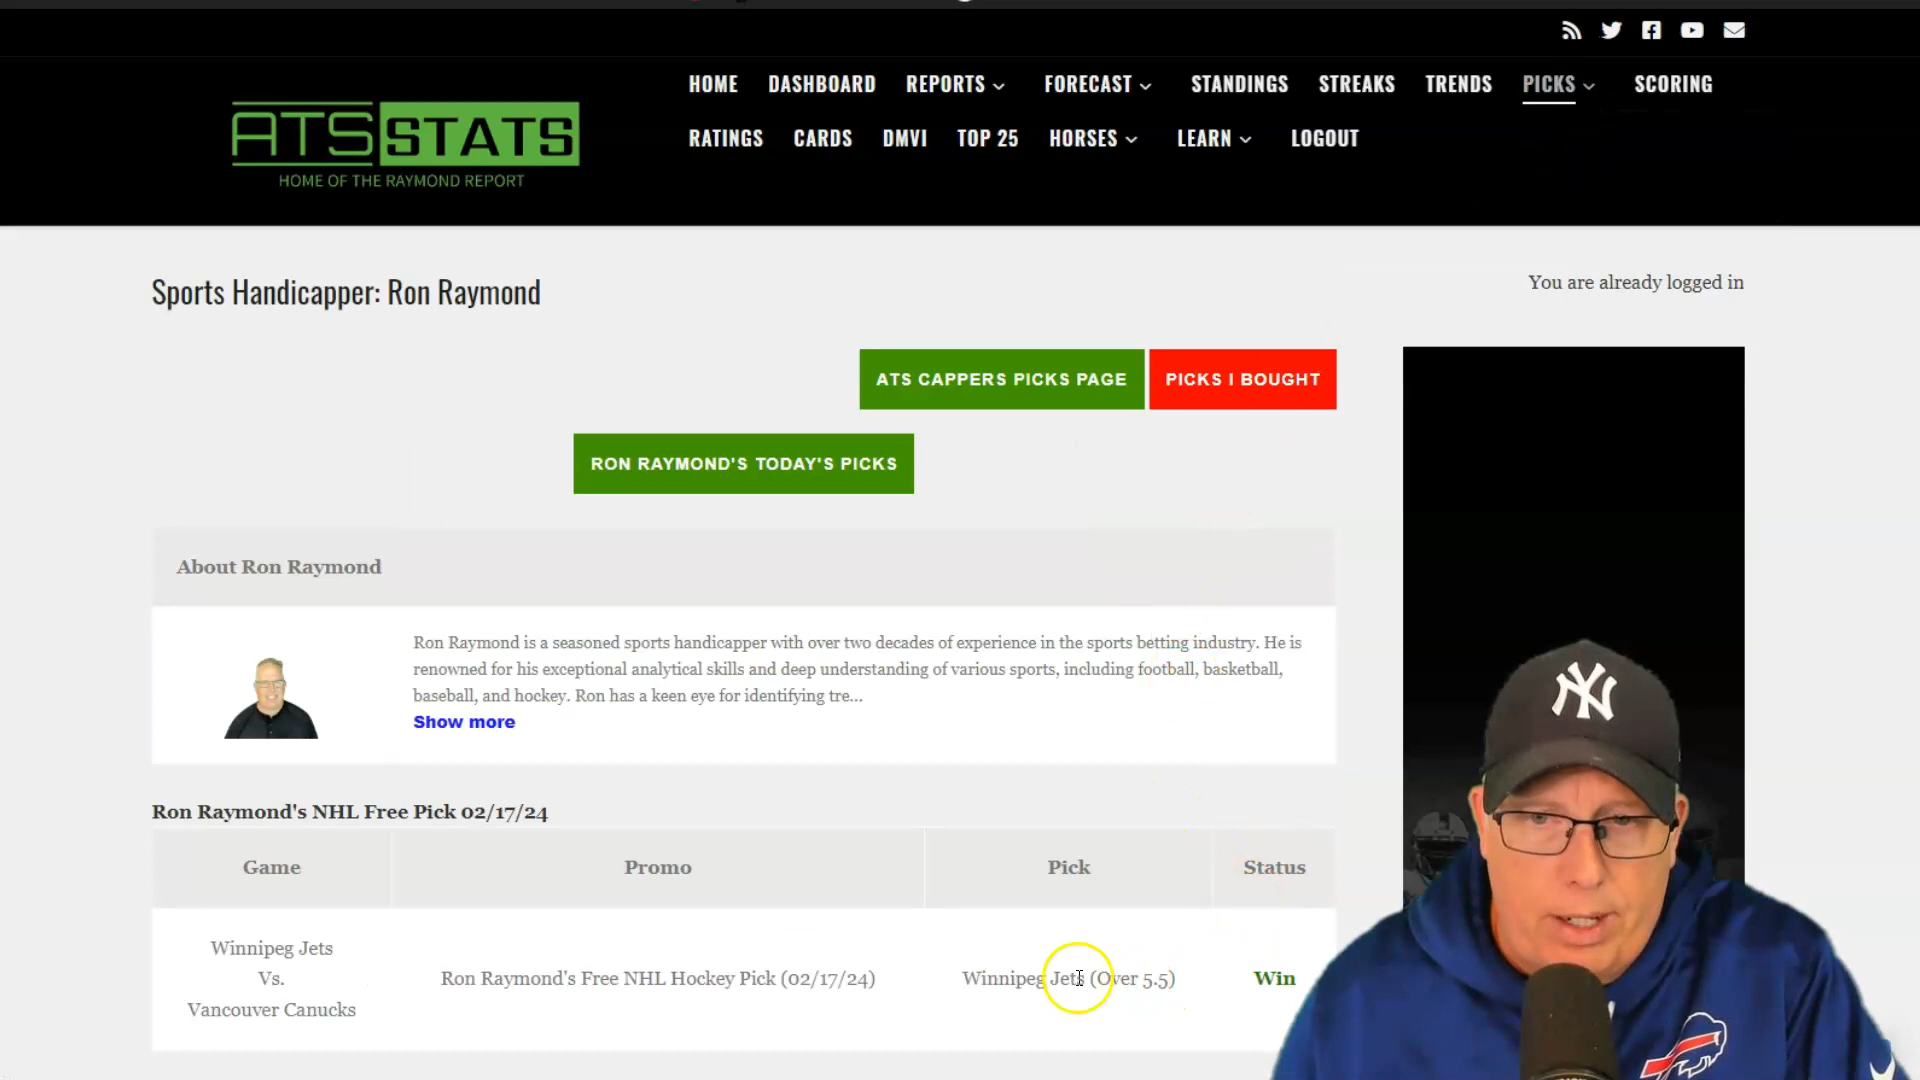 HOME DASHBOARD REPORTS FORECAST STANDINGS STREAKS TRENDS PICKS SCORING
RATINGS CARDS DMVI TOP 25 HORSES LEARN LOGOUT
ATS STATS
HOME OF THE RAYMOND REPORT
Sports Handicapper: Ron Raymond
You are already logged in
ATS CAPPERS PICKS PAGE
PICKS I BOUGHT
RON RAYMOND'S TODAY'S PICKS
About Ron Raymond
Ron Raymond is a seasoned sports handicapper with over two decades of experience in the sports betting industry. He is
renowned for his exceptional analytical skills and deep understanding of various sports, including football, basketball,
baseball, and hockey. Ron has a keen eye for identifying tre...
Show more
Ron Raymond's NHL Free Pick 02/17/24
Game Promo Pick Status
Winnipeg Jets
Vs.
Vancouver Canucks
Ron Raymond's Free NHL Hockey Pick (02/17/24)
Winnipeg Jets (Over 5.5)
Win
NY